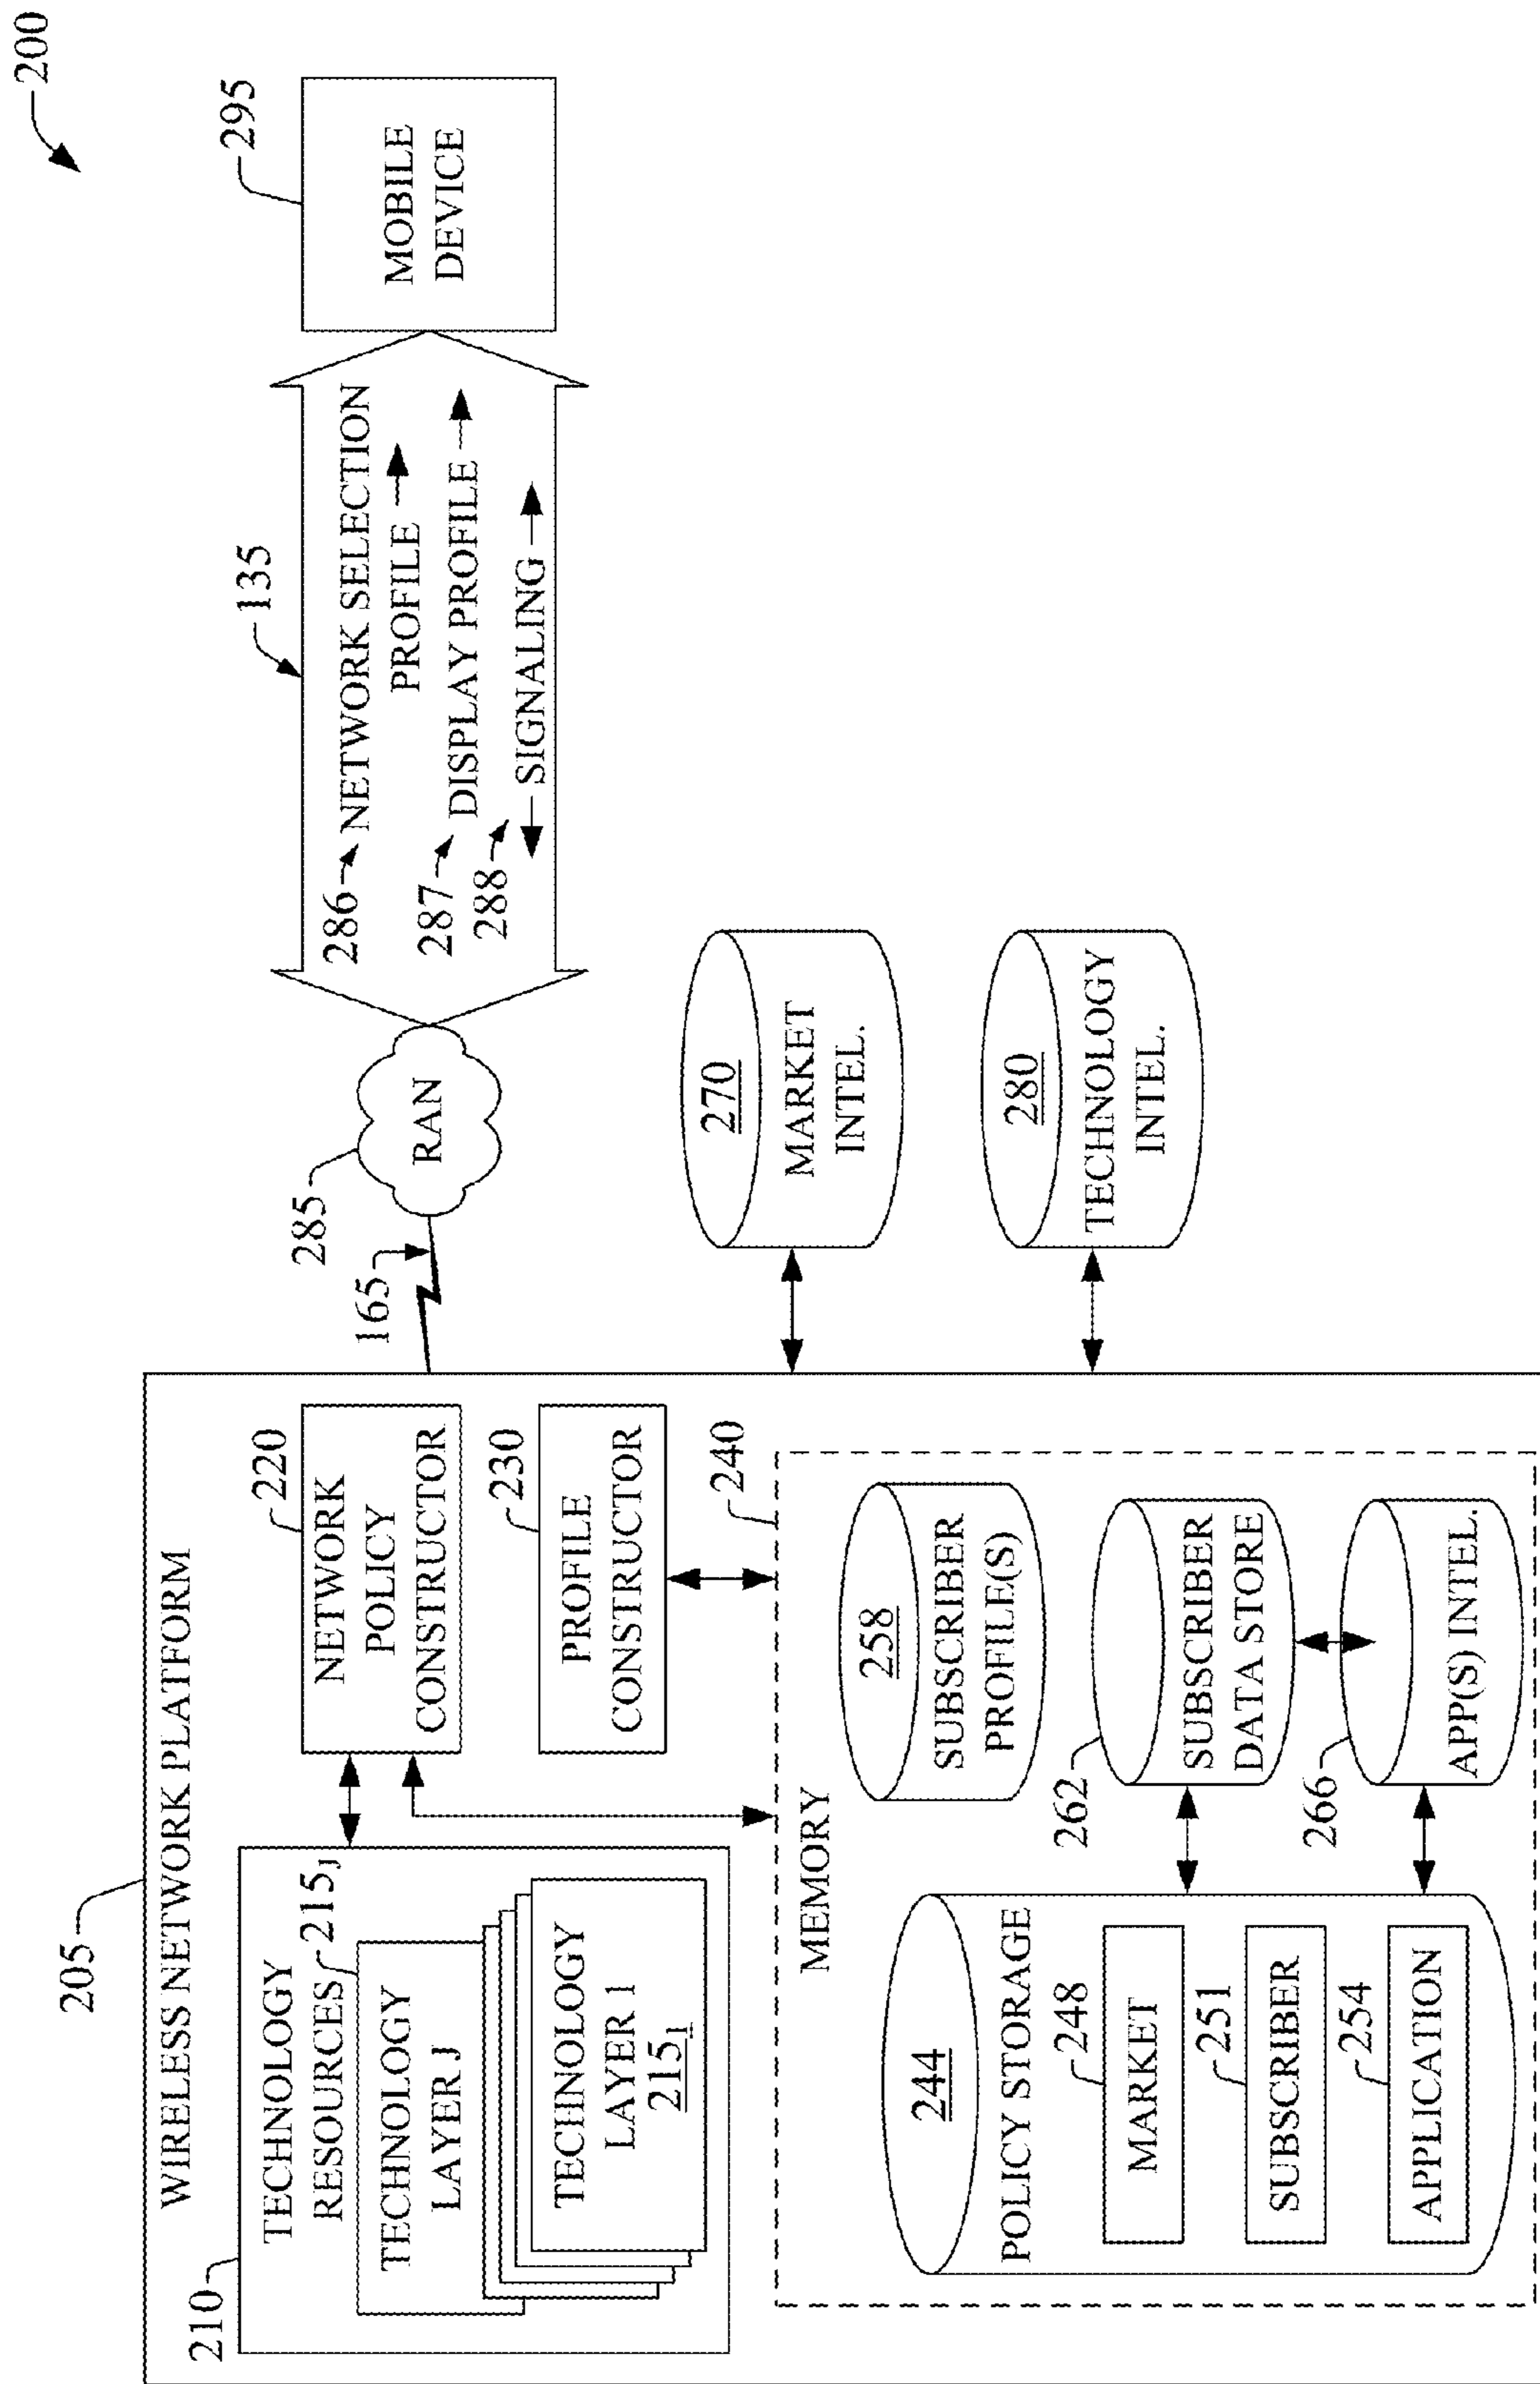 200
205
WIRELESS NETWORK PLATFORM
210
TECHNOLOGY
RESOURCES
215J
TECHNOLOGY
LAYER J
TECHNOLOGY
LAYER 1
2151
220
NETWORK
POLICY
CONSTRUCTOR
230
PROFILE
CONSTRUCTOR
240
MEMORY
244
POLICY STORAGE
248
MARKET
251
SUBSCRIBER
254
APPLICATION
258
SUBSCRIBER
PROFILE(S)
262
SUBSCRIBER
DATA STORE
266
APP(S) INTEL.
165
285
RAN
135
286
NETWORK SELECTION
PROFILE
287
DISPLAY PROFILE
288
SIGNALING
295
MOBILE
DEVICE
270
MARKET
INTEL.
280
TECHNOLOGY
INTEL.